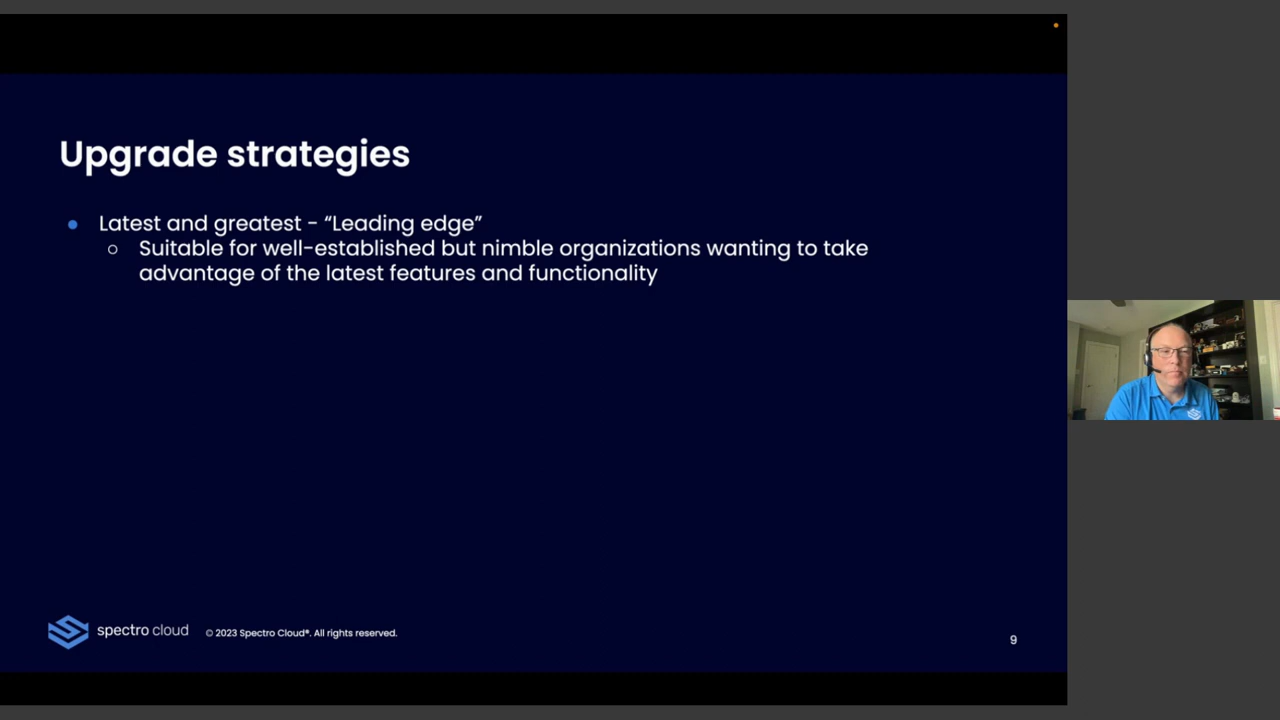 Upgrade strategies
● Latest and greatest - “Leading edge”
○ Suitable for well-established but nimble organizations wanting to take
advantage of the latest features and functionality
spectro cloud
© 2023 Spectro Cloud®. All rights reserved.
9